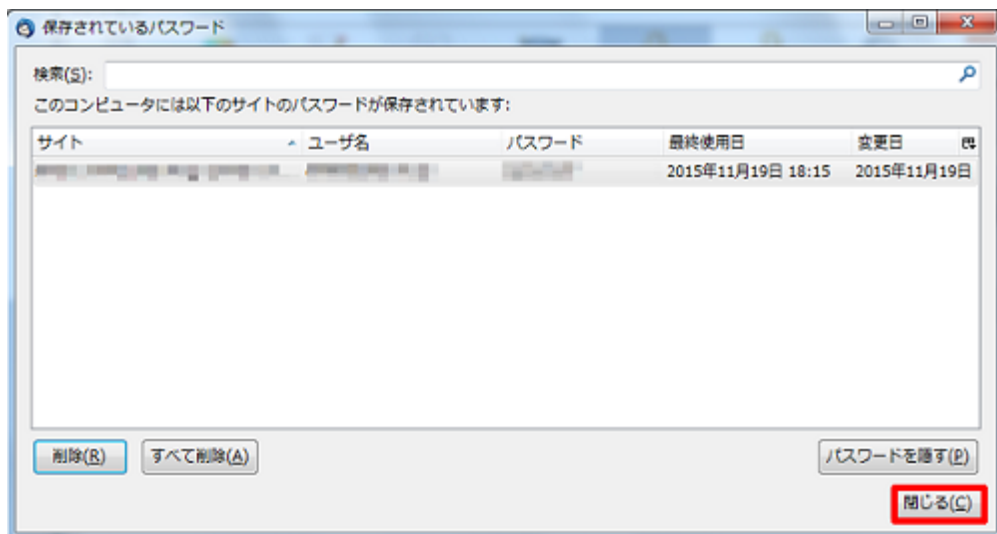 保存されているパスワード
検索(S):
このコンピュータには以下のサイトのパスワードが保存されています:
サイト ユーザ名 パスワード 最終使用日 変更日
2015年11月19日 18:15 2015年11月19日
削除(R) すべて削除(A) パスワードを隠す(P)
閉じる(C)